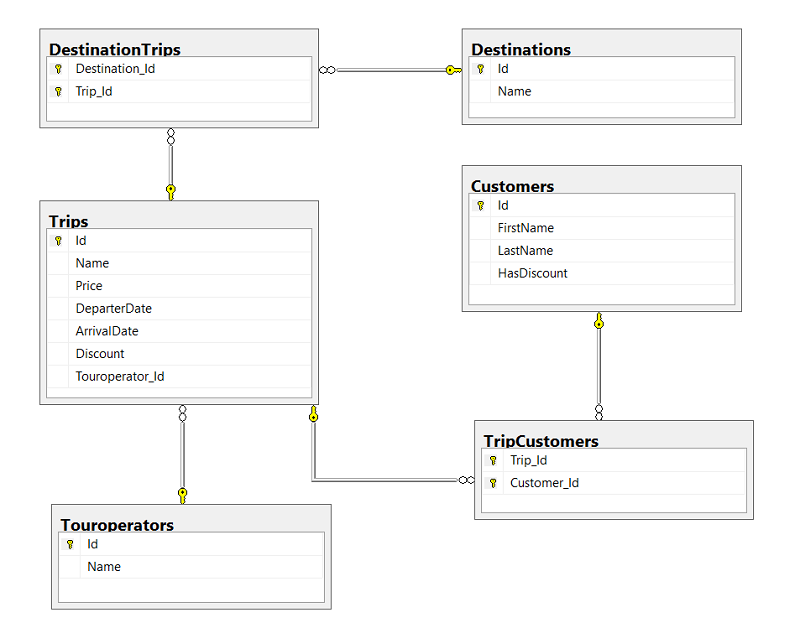 DestinationTrips
Destination_Id
Trip_Id
Destinations
Id
Name
Customers
Id
FirstName
LastName
HasDiscount
Trips
Id
Name
Price
DeparterDate
ArrivalDate
Discount
Touroperator_Id
TripCustomers
Trip_Id
Customer_Id
Touroperators
Id
Name